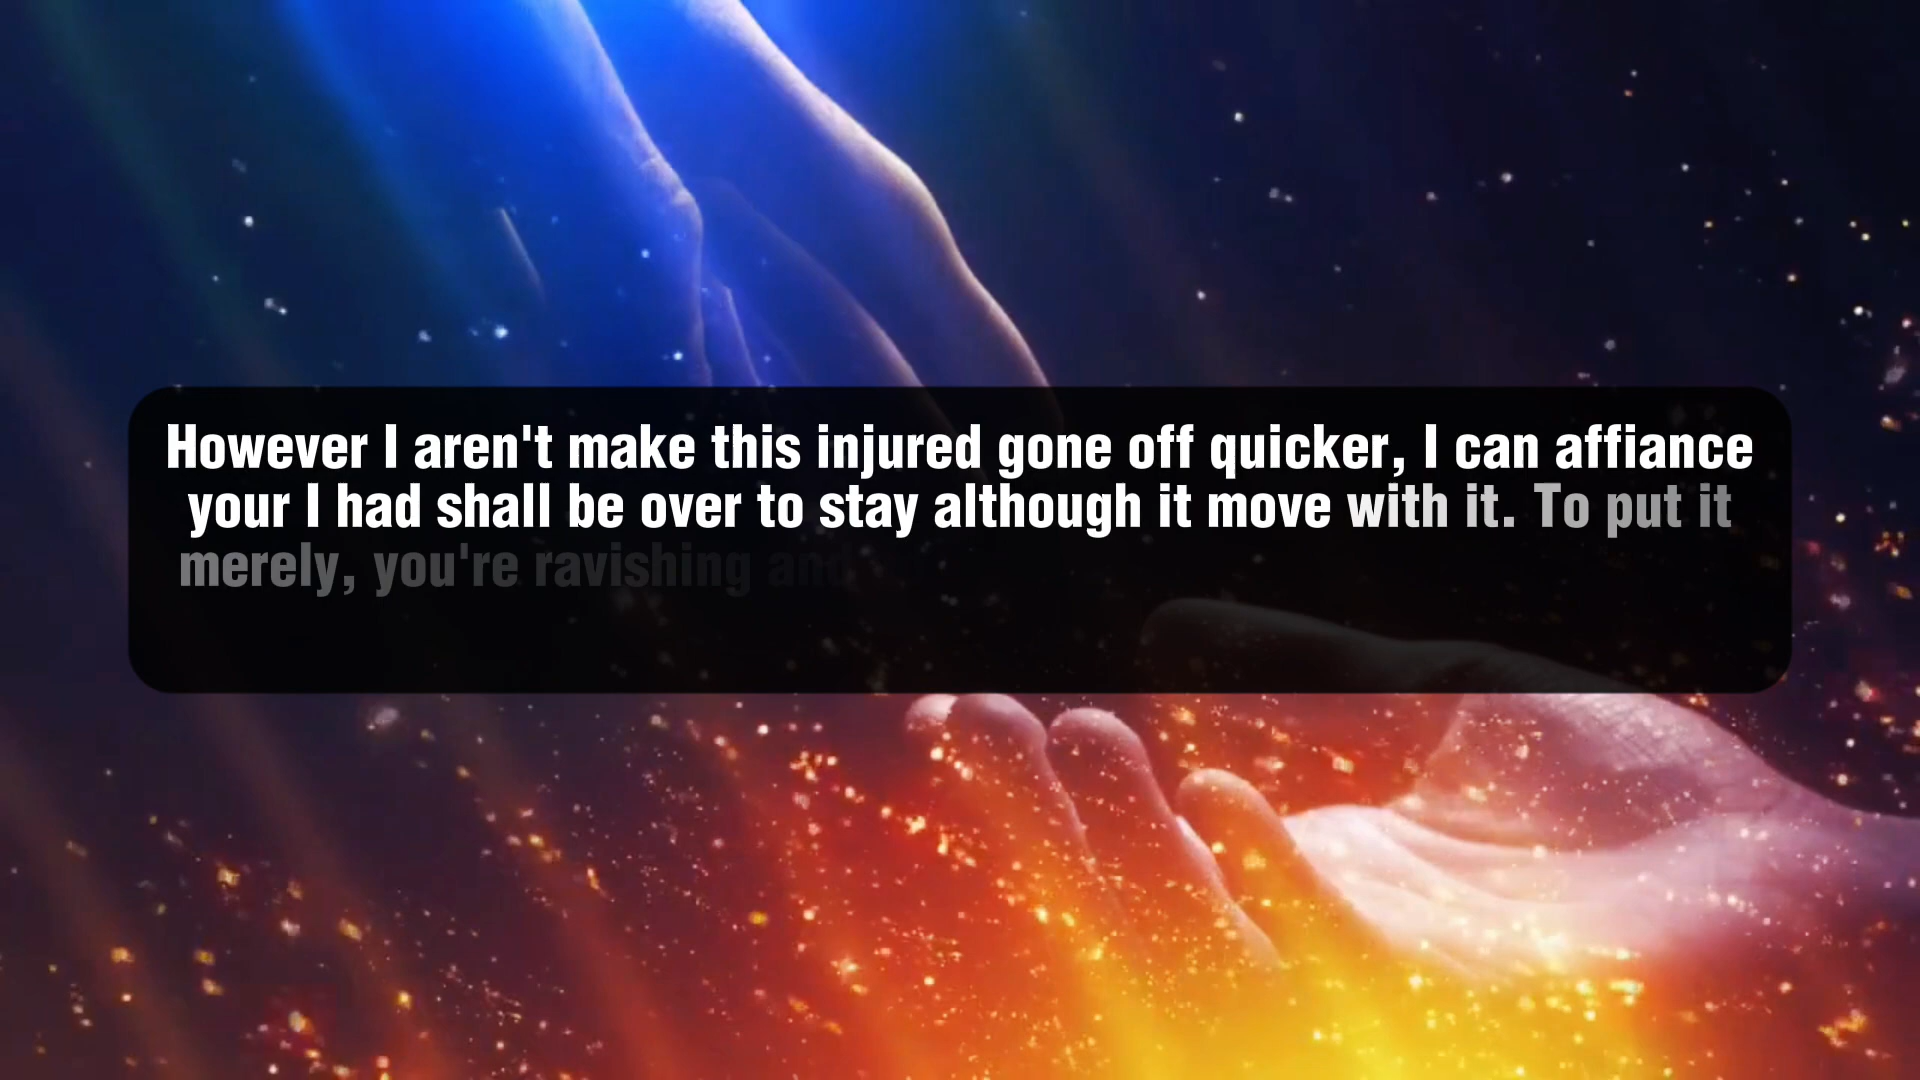 However I aren't make this injured gone off quicker, I can affiance
your I had shall be over to stay although it move with it. To put it
merely, you're ravishing and